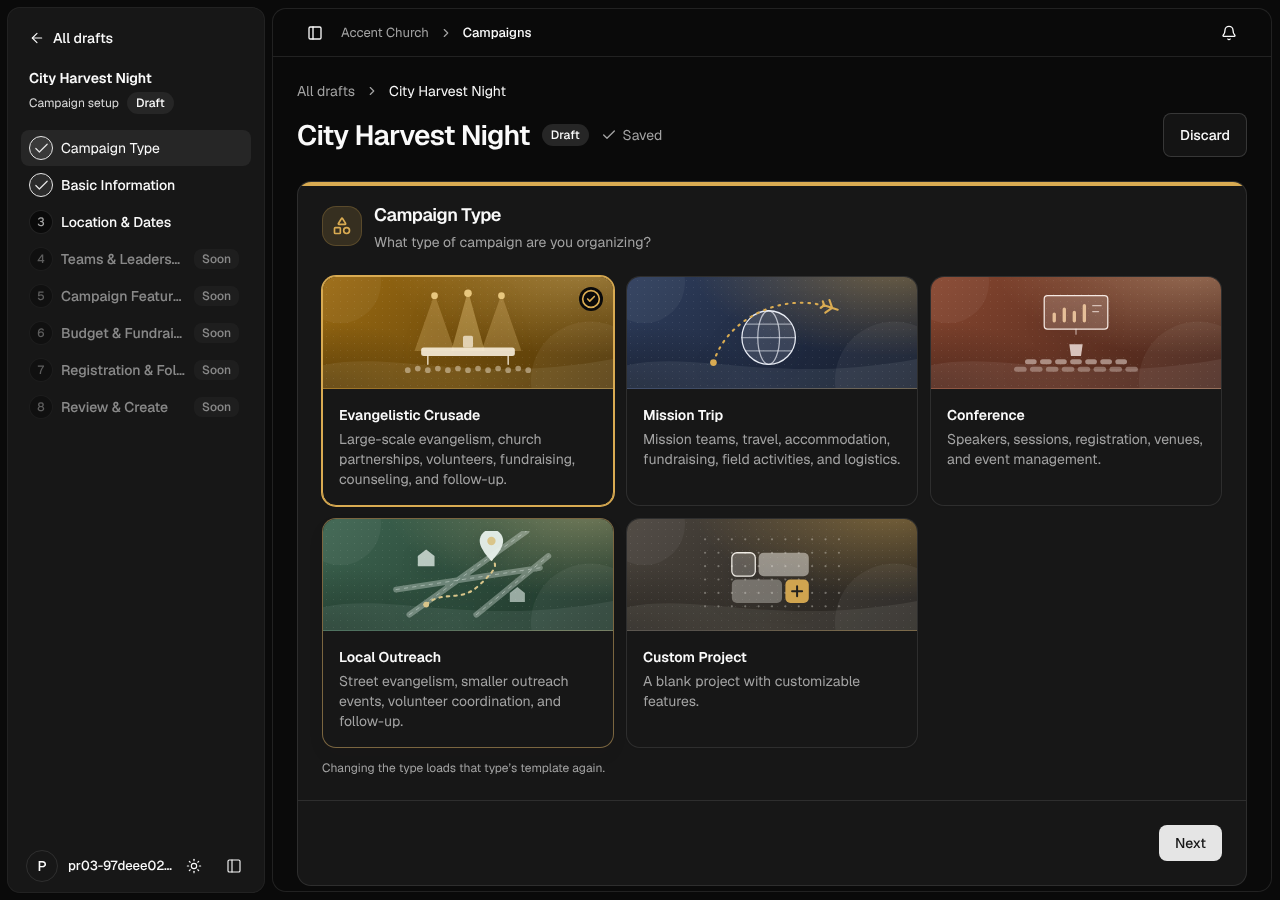 All drafts
City Harvest Night
Campaign setup Draft
Campaign Type
Basic Information
3 Location & Dates
4 Teams & Leaders... Soon
5 Campaign Featur... Soon
6 Budget & Fundrai... Soon
7 Registration & Fol... Soon
8 Review & Create Soon
P pr03-97deee02...
Accent Church Campaigns
All drafts City Harvest Night
City Harvest Night Draft Saved
Discard
Campaign Type
What type of campaign are you organizing?
Evangelistic Crusade
Large-scale evangelism, church
partnerships, volunteers, fundraising,
counseling, and follow-up.
Mission Trip
Mission teams, travel, accommodation,
fundraising, field activities, and logistics.
Conference
Speakers, sessions, registration, venues,
and event management.
Local Outreach
Street evangelism, smaller outreach
events, volunteer coordination, and
follow-up.
Custom Project
A blank project with customizable
features.
Changing the type loads that type's template again.
Next